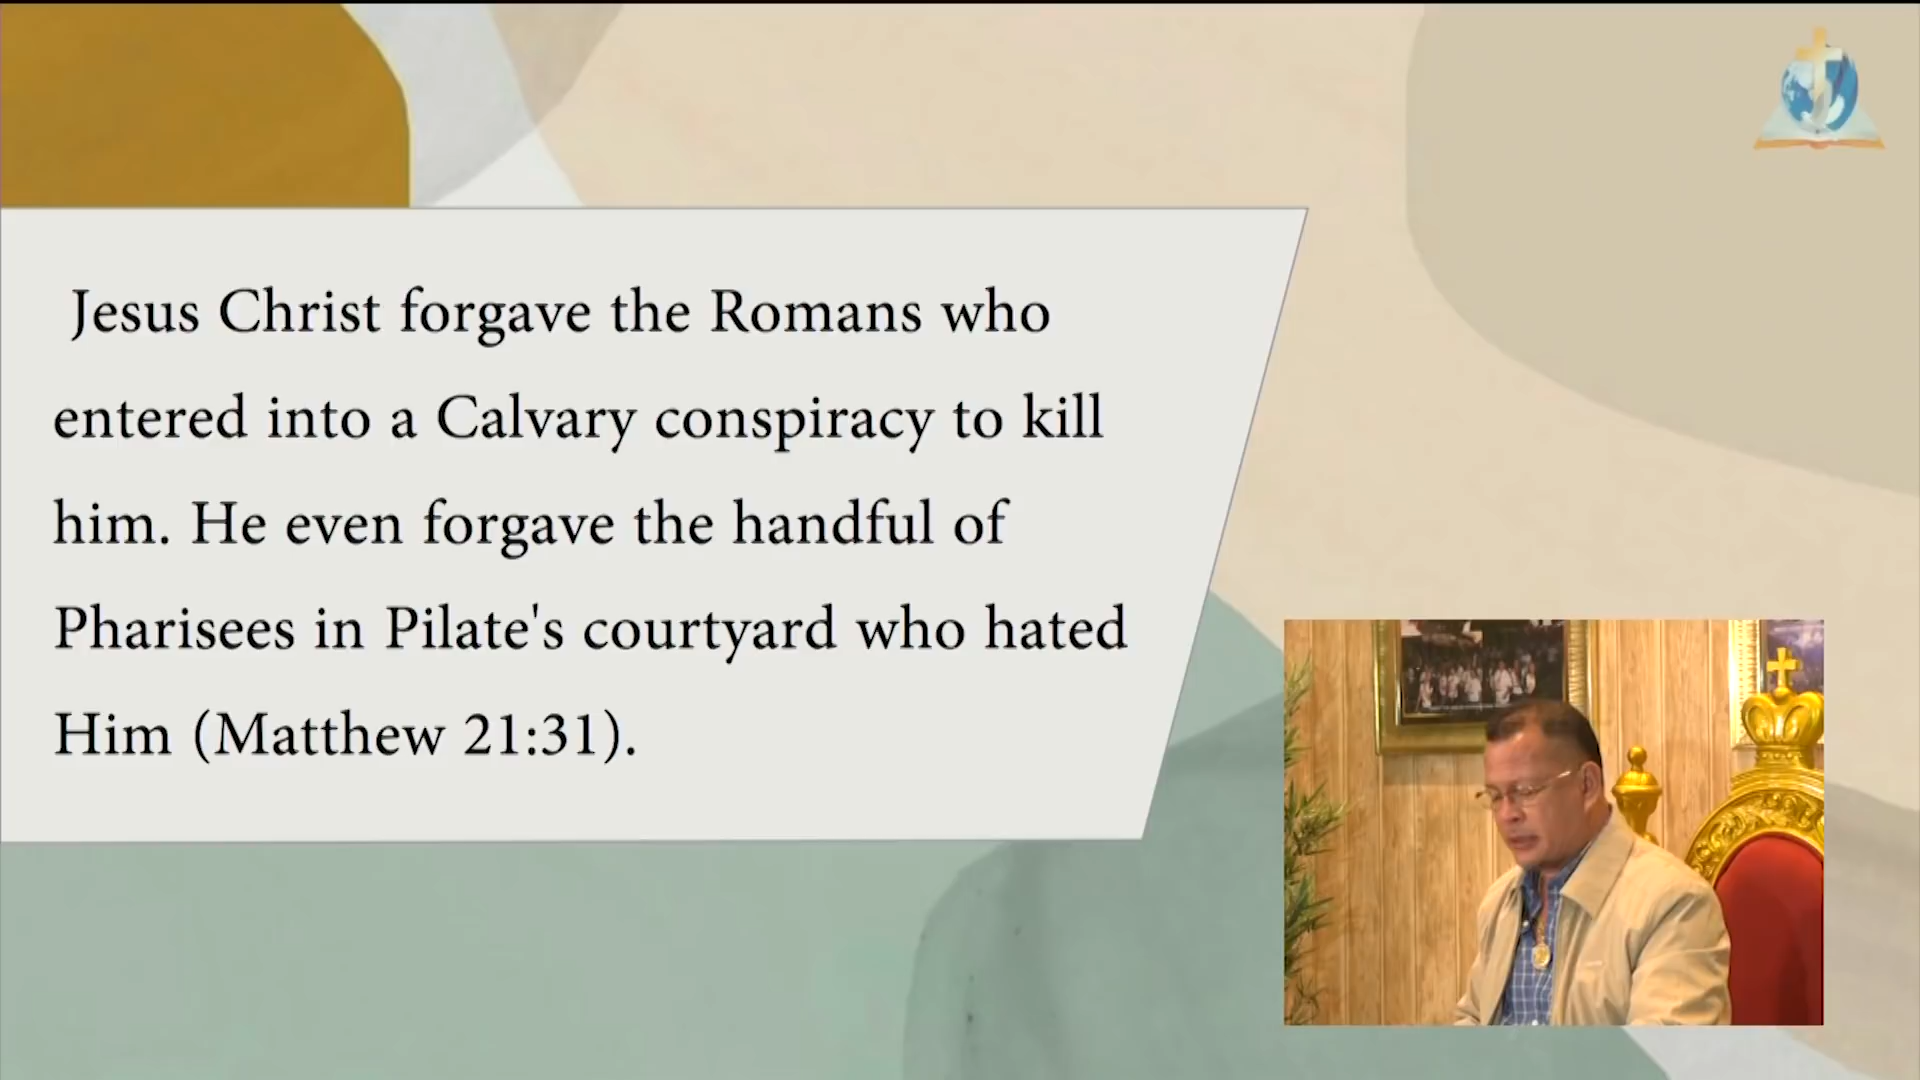 Jesus Christ forgave the Romans who
entered into a Calvary conspiracy to kill
him. He even forgave the handful of
Pharisees in Pilate's courtyard who hated
Him (Matthew 21:31).